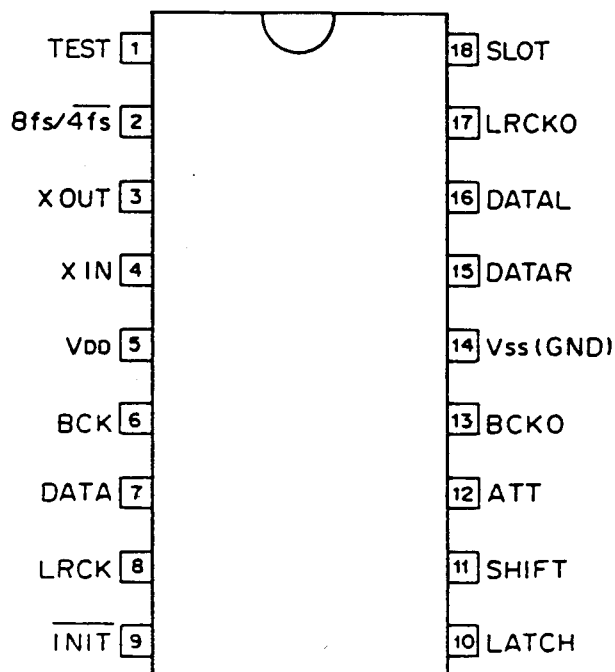 TEST 1 18 SLOT
8fs/4fs 2 17 LRCKO
XOUT 3 16 DATAL
XIN 4 15 DATAR
VDD 5 14 Vss(GND)
BCK 6 13 BCKO
DATA 7 12 ATT
LRCK 8 11 SHIFT
INIT 9 10 LATCH